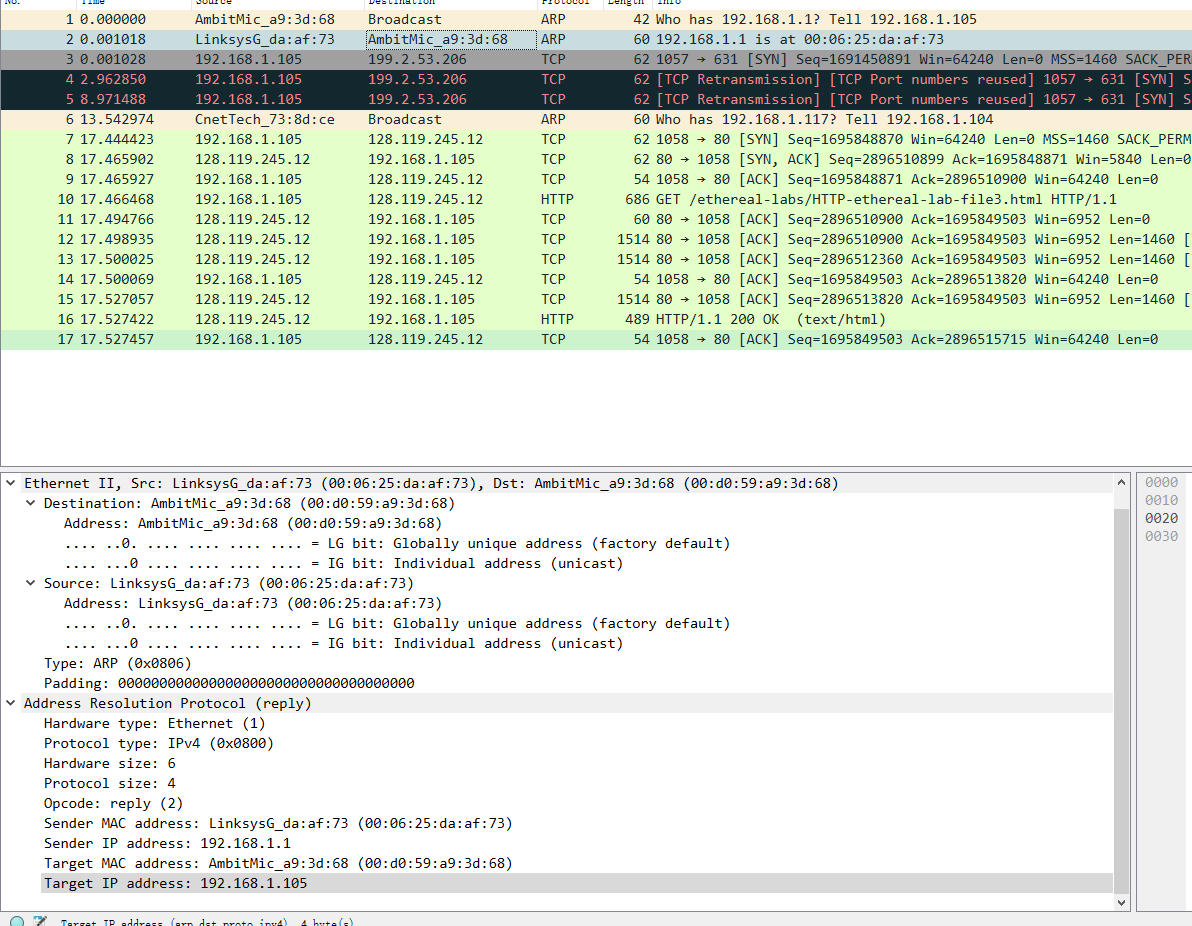 No. Time Source Destination Protocol Length Info
1 0.000000 AmbitMic_a9:3d:68 Broadcast ARP 42 Who has 192.168.1.1? Tell 192.168.1.105
2 0.001018 LinksysG_da:af:73 AmbitMic_a9:3d:68 ARP 60 192.168.1.1 is at 00:06:25:da:af:73
3 0.001028 192.168.1.105 199.2.53.206 TCP 62 1057 → 631 [SYN] Seq=1691450891 Win=64240 Len=0 MSS=1460 SACK_PERM
4 2.962850 192.168.1.105 199.2.53.206 TCP 62 [TCP Retransmission] [TCP Port numbers reused] 1057 → 631 [SYN] S
5 8.971488 192.168.1.105 199.2.53.206 TCP 62 [TCP Retransmission] [TCP Port numbers reused] 1057 → 631 [SYN] S
6 13.542974 CnetTech_73:8d:ce Broadcast ARP 60 Who has 192.168.1.117? Tell 192.168.1.104
7 17.444423 192.168.1.105 128.119.245.12 TCP 62 1058 → 80 [SYN] Seq=1695848870 Win=64240 Len=0 MSS=1460 SACK_PERM
8 17.465902 128.119.245.12 192.168.1.105 TCP 62 80 → 1058 [SYN, ACK] Seq=2896510899 Ack=1695848871 Win=5840 Len=0
9 17.465927 192.168.1.105 128.119.245.12 TCP 54 1058 → 80 [ACK] Seq=1695848871 Ack=2896510900 Win=64240 Len=0
10 17.466468 192.168.1.105 128.119.245.12 HTTP 686 GET /ethereal-labs/HTTP-ethereal-lab-file3.html HTTP/1.1
11 17.494766 128.119.245.12 192.168.1.105 TCP 60 80 → 1058 [ACK] Seq=2896510900 Ack=1695849503 Win=6952 Len=0
12 17.498935 128.119.245.12 192.168.1.105 TCP 1514 80 → 1058 [ACK] Seq=2896510900 Ack=1695849503 Win=6952 Len=1460 [
13 17.500025 128.119.245.12 192.168.1.105 TCP 1514 80 → 1058 [ACK] Seq=2896512360 Ack=1695849503 Win=6952 Len=1460 [
14 17.500069 192.168.1.105 128.119.245.12 TCP 54 1058 → 80 [ACK] Seq=1695849503 Ack=2896513820 Win=64240 Len=0
15 17.527057 128.119.245.12 192.168.1.105 TCP 1514 80 → 1058 [ACK] Seq=2896513820 Ack=1695849503 Win=6952 Len=1460 [
16 17.527422 128.119.245.12 192.168.1.105 HTTP 489 HTTP/1.1 200 OK (text/html)
17 17.527457 192.168.1.105 128.119.245.12 TCP 54 1058 → 80 [ACK] Seq=1695849503 Ack=2896515715 Win=64240 Len=0
Ethernet II, Src: LinksysG_da:af:73 (00:06:25:da:af:73), Dst: AmbitMic_a9:3d:68 (00:d0:59:a9:3d:68)
Destination: AmbitMic_a9:3d:68 (00:d0:59:a9:3d:68)
Address: AmbitMic_a9:3d:68 (00:d0:59:a9:3d:68)
.... ..0. .... .... .... .... = LG bit: Globally unique address (factory default)
.... ...0 .... .... .... .... = IG bit: Individual address (unicast)
Source: LinksysG_da:af:73 (00:06:25:da:af:73)
Address: LinksysG_da:af:73 (00:06:25:da:af:73)
.... ..0. .... .... .... .... = LG bit: Globally unique address (factory default)
.... ...0 .... .... .... .... = IG bit: Individual address (unicast)
Type: ARP (0x0806)
Padding: 000000000000000000000000000000000000
Address Resolution Protocol (reply)
Hardware type: Ethernet (1)
Protocol type: IPv4 (0x0800)
Hardware size: 6
Protocol size: 4
Opcode: reply (2)
Sender MAC address: LinksysG_da:af:73 (00:06:25:da:af:73)
Sender IP address: 192.168.1.1
Target MAC address: AmbitMic_a9:3d:68 (00:d0:59:a9:3d:68)
Target IP address: 192.168.1.105
0000
0010
0020
0030
Target IP address (arp.dst.proto_ipv4), 4 byte(s)